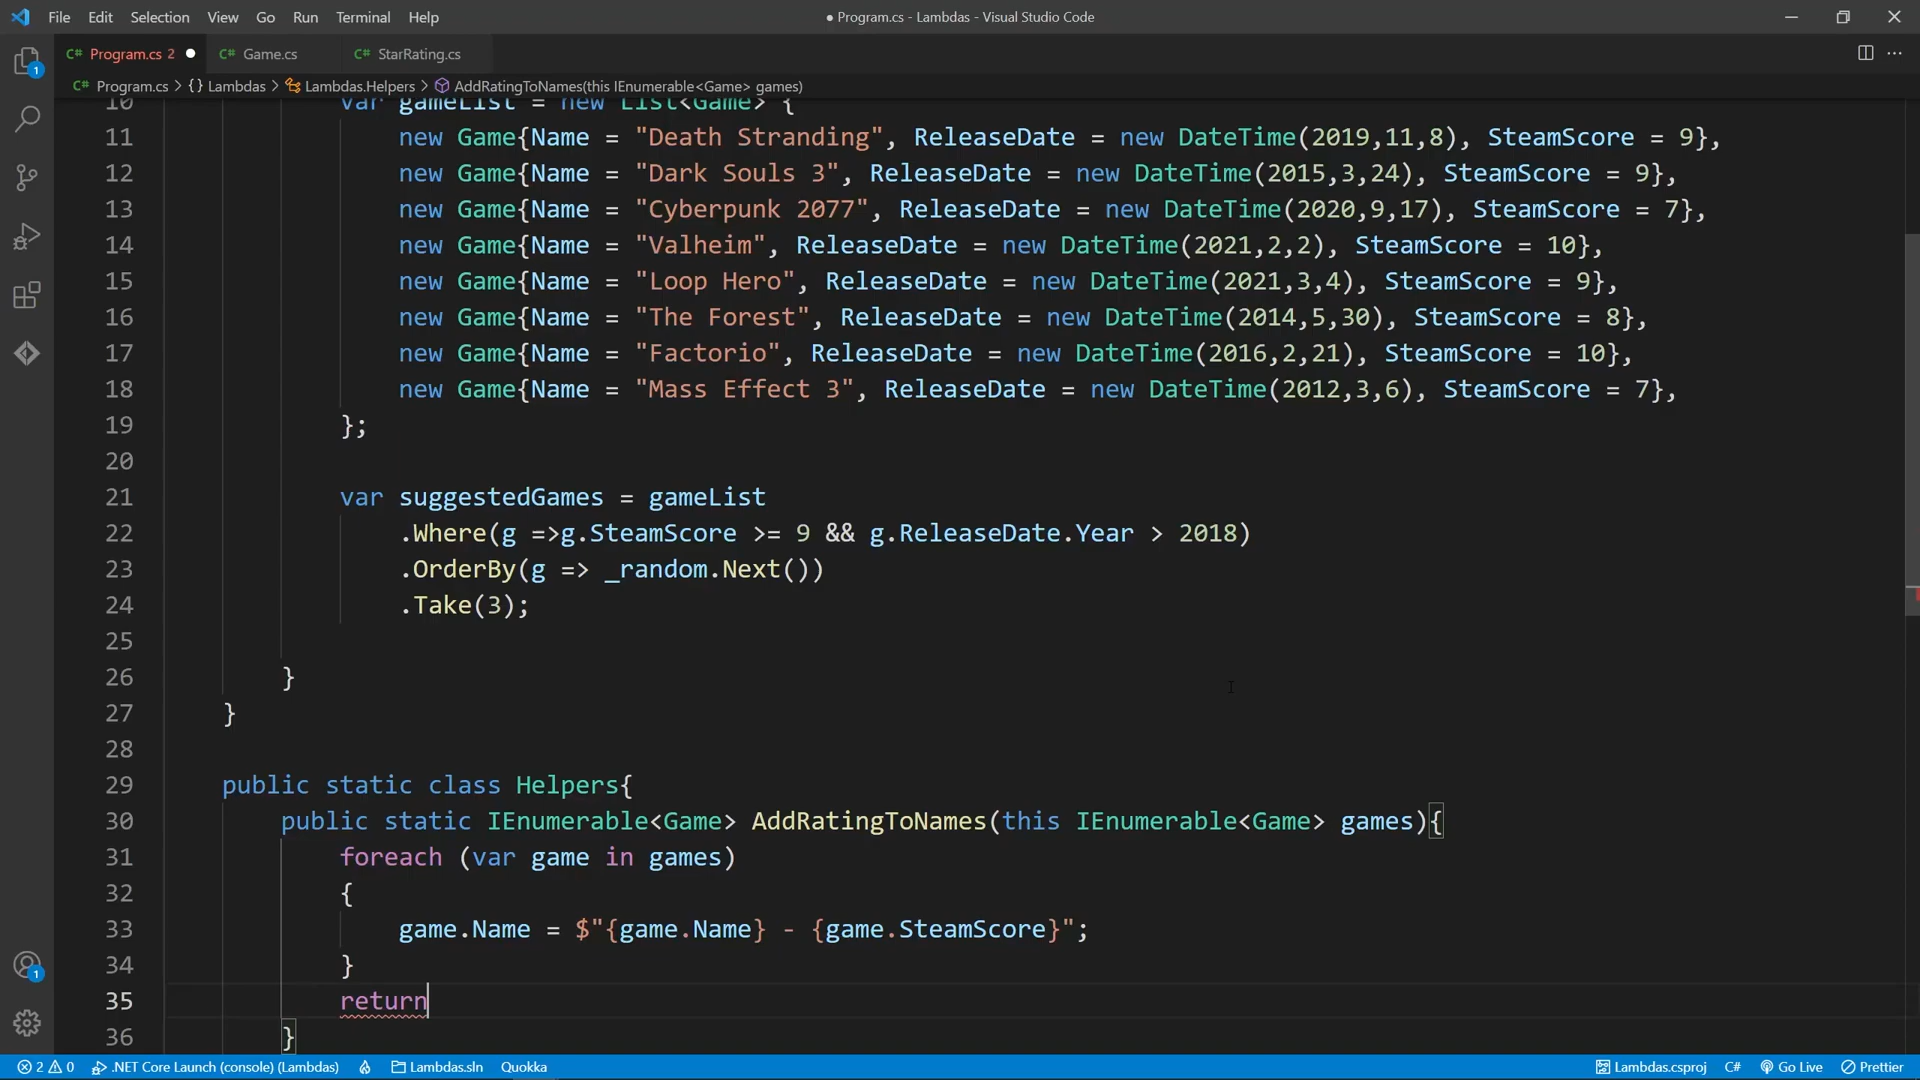 File Edit Selection View Go Run Terminal Help
● Program.cs - Lambdas - Visual Studio Code
C# Program.cs 2 ● C# Game.cs C# StarRating.cs
C# Program.cs > {} Lambdas > Lambdas.Helpers > AddRatingToNames(this IEnumerable<Game> games)
10 var gameList = new List<Game> {
11 new Game{Name = "Death Stranding", ReleaseDate = new DateTime(2019,11,8), SteamScore = 9},
12 new Game{Name = "Dark Souls 3", ReleaseDate = new DateTime(2015,3,24), SteamScore = 9},
13 new Game{Name = "Cyberpunk 2077", ReleaseDate = new DateTime(2020,9,17), SteamScore = 7},
14 new Game{Name = "Valheim", ReleaseDate = new DateTime(2021,2,2), SteamScore = 10},
15 new Game{Name = "Loop Hero", ReleaseDate = new DateTime(2021,3,4), SteamScore = 9},
16 new Game{Name = "The Forest", ReleaseDate = new DateTime(2014,5,30), SteamScore = 8},
17 new Game{Name = "Factorio", ReleaseDate = new DateTime(2016,2,21), SteamScore = 10},
18 new Game{Name = "Mass Effect 3", ReleaseDate = new DateTime(2012,3,6), SteamScore = 7},
19 };
20
21 var suggestedGames = gameList
22 .Where(g =>g.SteamScore >= 9 && g.ReleaseDate.Year > 2018)
23 .OrderBy(g => _random.Next())
24 .Take(3);
25
26 }
27 }
28
29 public static class Helpers{
30 public static IEnumerable<Game> AddRatingToNames(this IEnumerable<Game> games){
31 foreach (var game in games)
32 {
33 game.Name = $"{game.Name} - {game.SteamScore}";
34 }
35 return
36 }
1
1
2 0 .NET Core Launch (console) (Lambdas) Lambdas.sln Quokka Lambdas.csproj C# Go Live Prettier